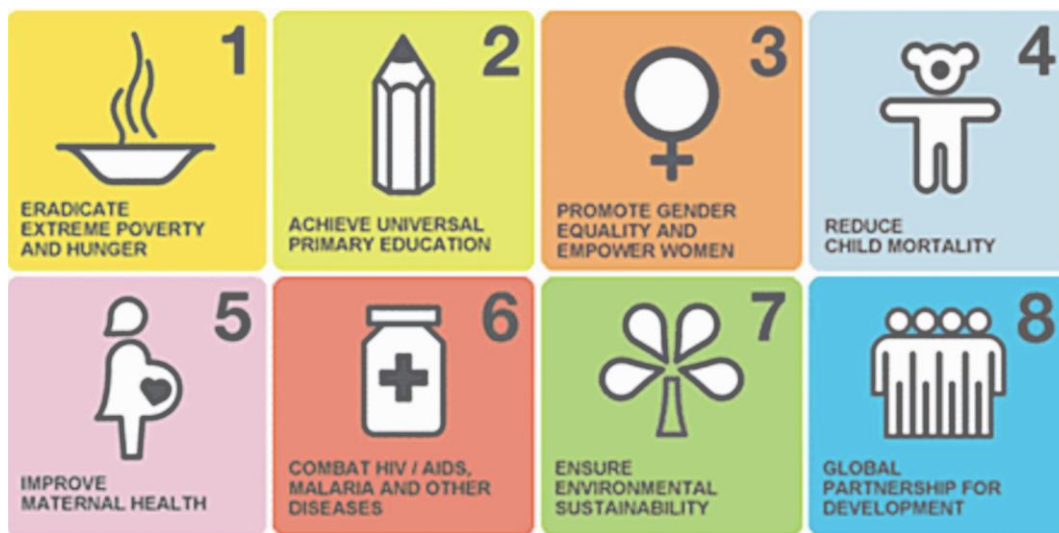 1
ERADICATE
EXTREME POVERTY
AND HUNGER
2
ACHIEVE UNIVERSAL
PRIMARY EDUCATION
3
PROMOTE GENDER
EQUALITY AND
EMPOWER WOMEN
4
REDUCE
CHILD MORTALITY
5
IMPROVE
MATERNAL HEALTH
6
COMBAT HIV / AIDS,
MALARIA AND OTHER
DISEASES
7
ENSURE
ENVIRONMENTAL
SUSTAINABILITY
8
GLOBAL
PARTNERSHIP FOR
DEVELOPMENT